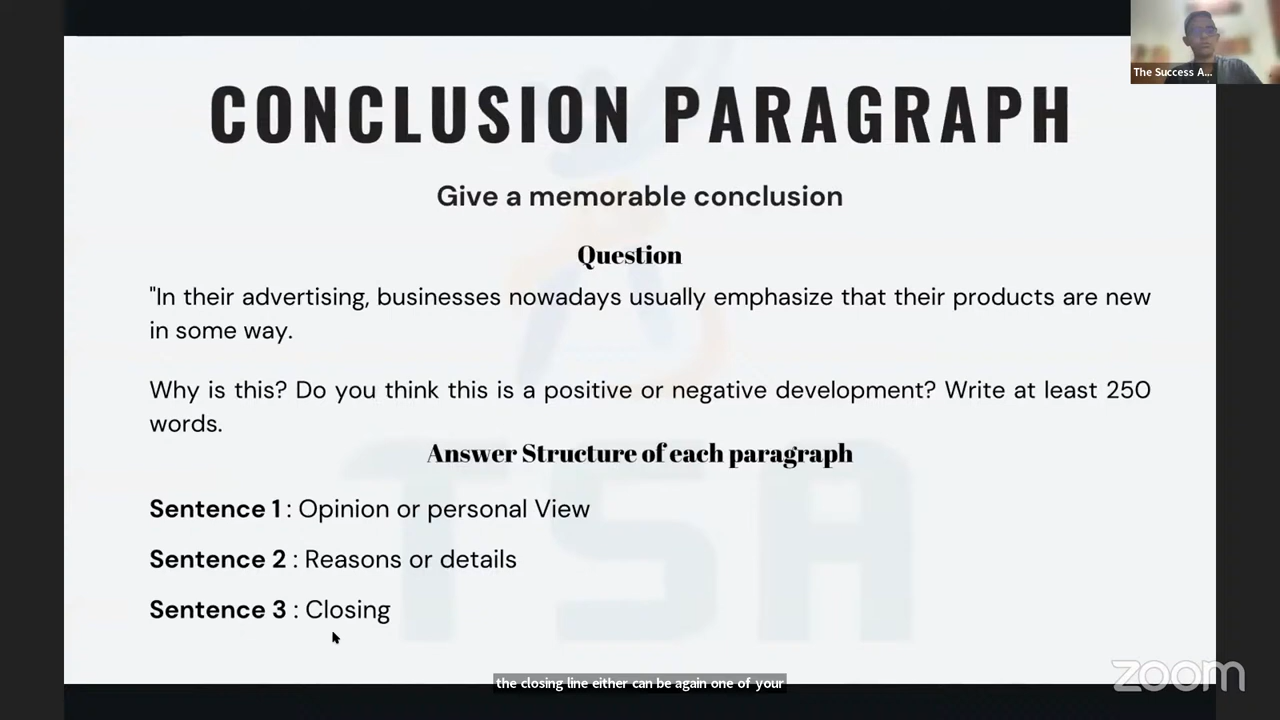 The Success A...
CONCLUSION PARAGRAPH
Give a memorable conclusion
Question
"In their advertising, businesses nowadays usually emphasize that their products are new
in some way.
Why is this? Do you think this is a positive or negative development? Write at least 250
words.
Answer Structure of each paragraph
Sentence 1 : Opinion or personal View
Sentence 2 : Reasons or details
Sentence 3 : Closing
TSA
the closing line either can be again one of your
zoom